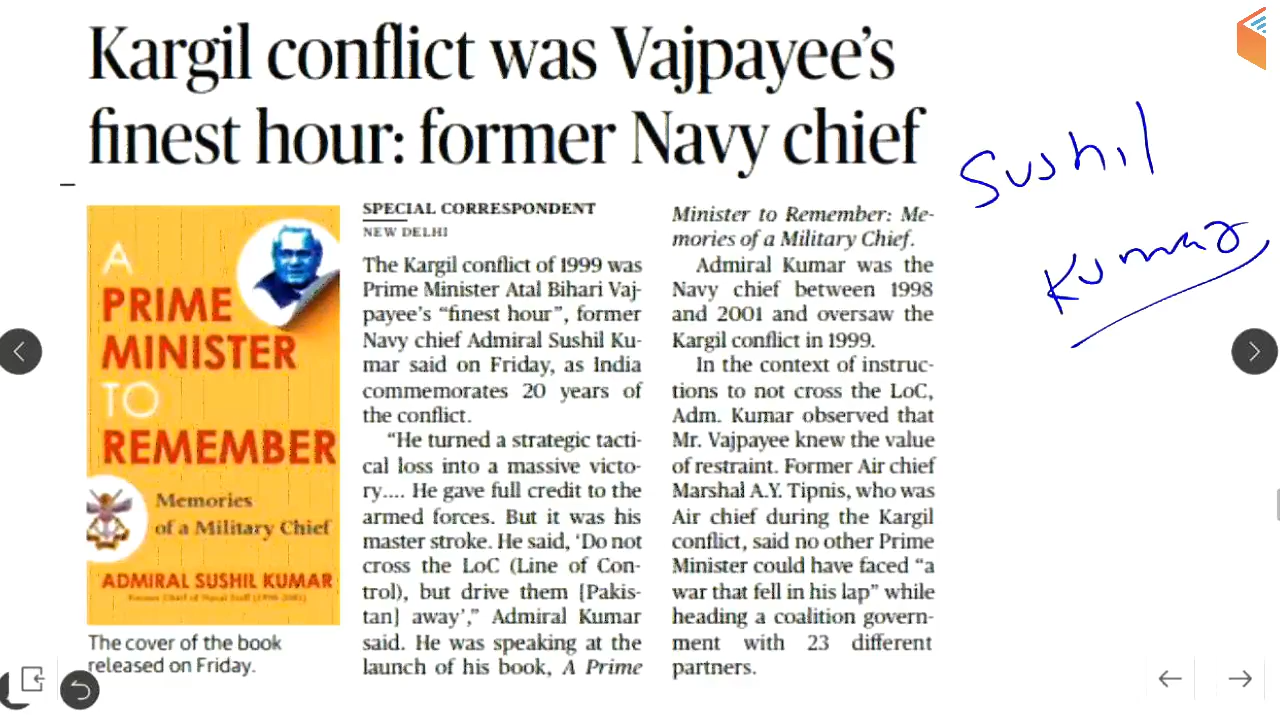 Kargil conflict was Vajpayee's
finest hour: former Navy chief
Sushil
Kumar
A
PRIME
MINISTER
TO
REMEMBER
Memories
of a Military Chief
ADMIRAL SUSHIL KUMAR
Former Chief of Naval Staff (1998-2001)
The cover of the book
released on Friday.
SPECIAL CORRESPONDENT
NEW DELHI
The Kargil conflict of 1999 was
Prime Minister Atal Bihari Vaj-
payee's “finest hour”, former
Navy chief Admiral Sushil Ku-
mar said on Friday, as India
commemorates 20 years of
the conflict.
“He turned a strategic tacti-
cal loss into a massive victo-
ry.... He gave full credit to the
armed forces. But it was his
master stroke. He said, ‘Do not
cross the LoC (Line of Con-
trol), but drive them [Pakis-
tan] away’,” Admiral Kumar
said. He was speaking at the
launch of his book, A Prime
Minister to Remember: Me-
mories of a Military Chief.
Admiral Kumar was the
Navy chief between 1998
and 2001 and oversaw the
Kargil conflict in 1999.
In the context of instruc-
tions to not cross the LoC,
Adm. Kumar observed that
Mr. Vajpayee knew the value
of restraint. Former Air chief
Marshal A.Y. Tipnis, who was
Air chief during the Kargil
conflict, said no other Prime
Minister could have faced “a
war that fell in his lap” while
heading a coalition govern-
ment with 23 different
partners.